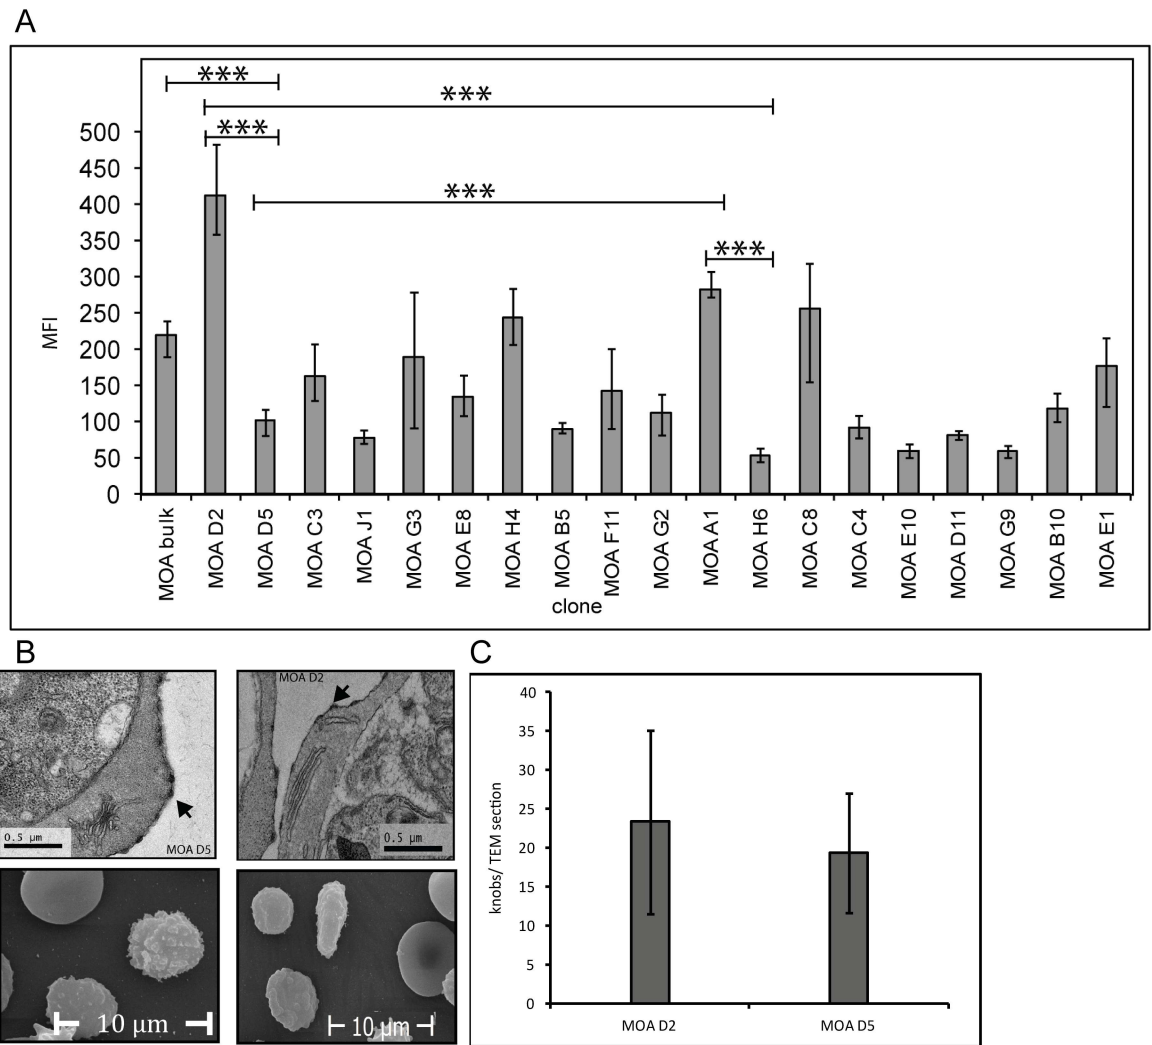 A
***
***
***
***
***
500
450
400
350
300
250
200
150
100
50
0
MFI
MOA bulk
MOA D2
MOA D5
MOA C3
MOA J1
MOA G3
MOA E8
MOA H4
MOA B5
MOA F11
MOA G2
MOA A1
MOA H6
MOA C8
MOA C4
MOA E10
MOA D11
MOA G9
MOA B10
MOA E1
clone
B
0.5 µm
MOA D5
MOA D2
0.5 µm
10 µm
10 µm
C
40
35
30
25
20
15
10
5
0
knobs/ TEM section
MOA D2
MOA D5